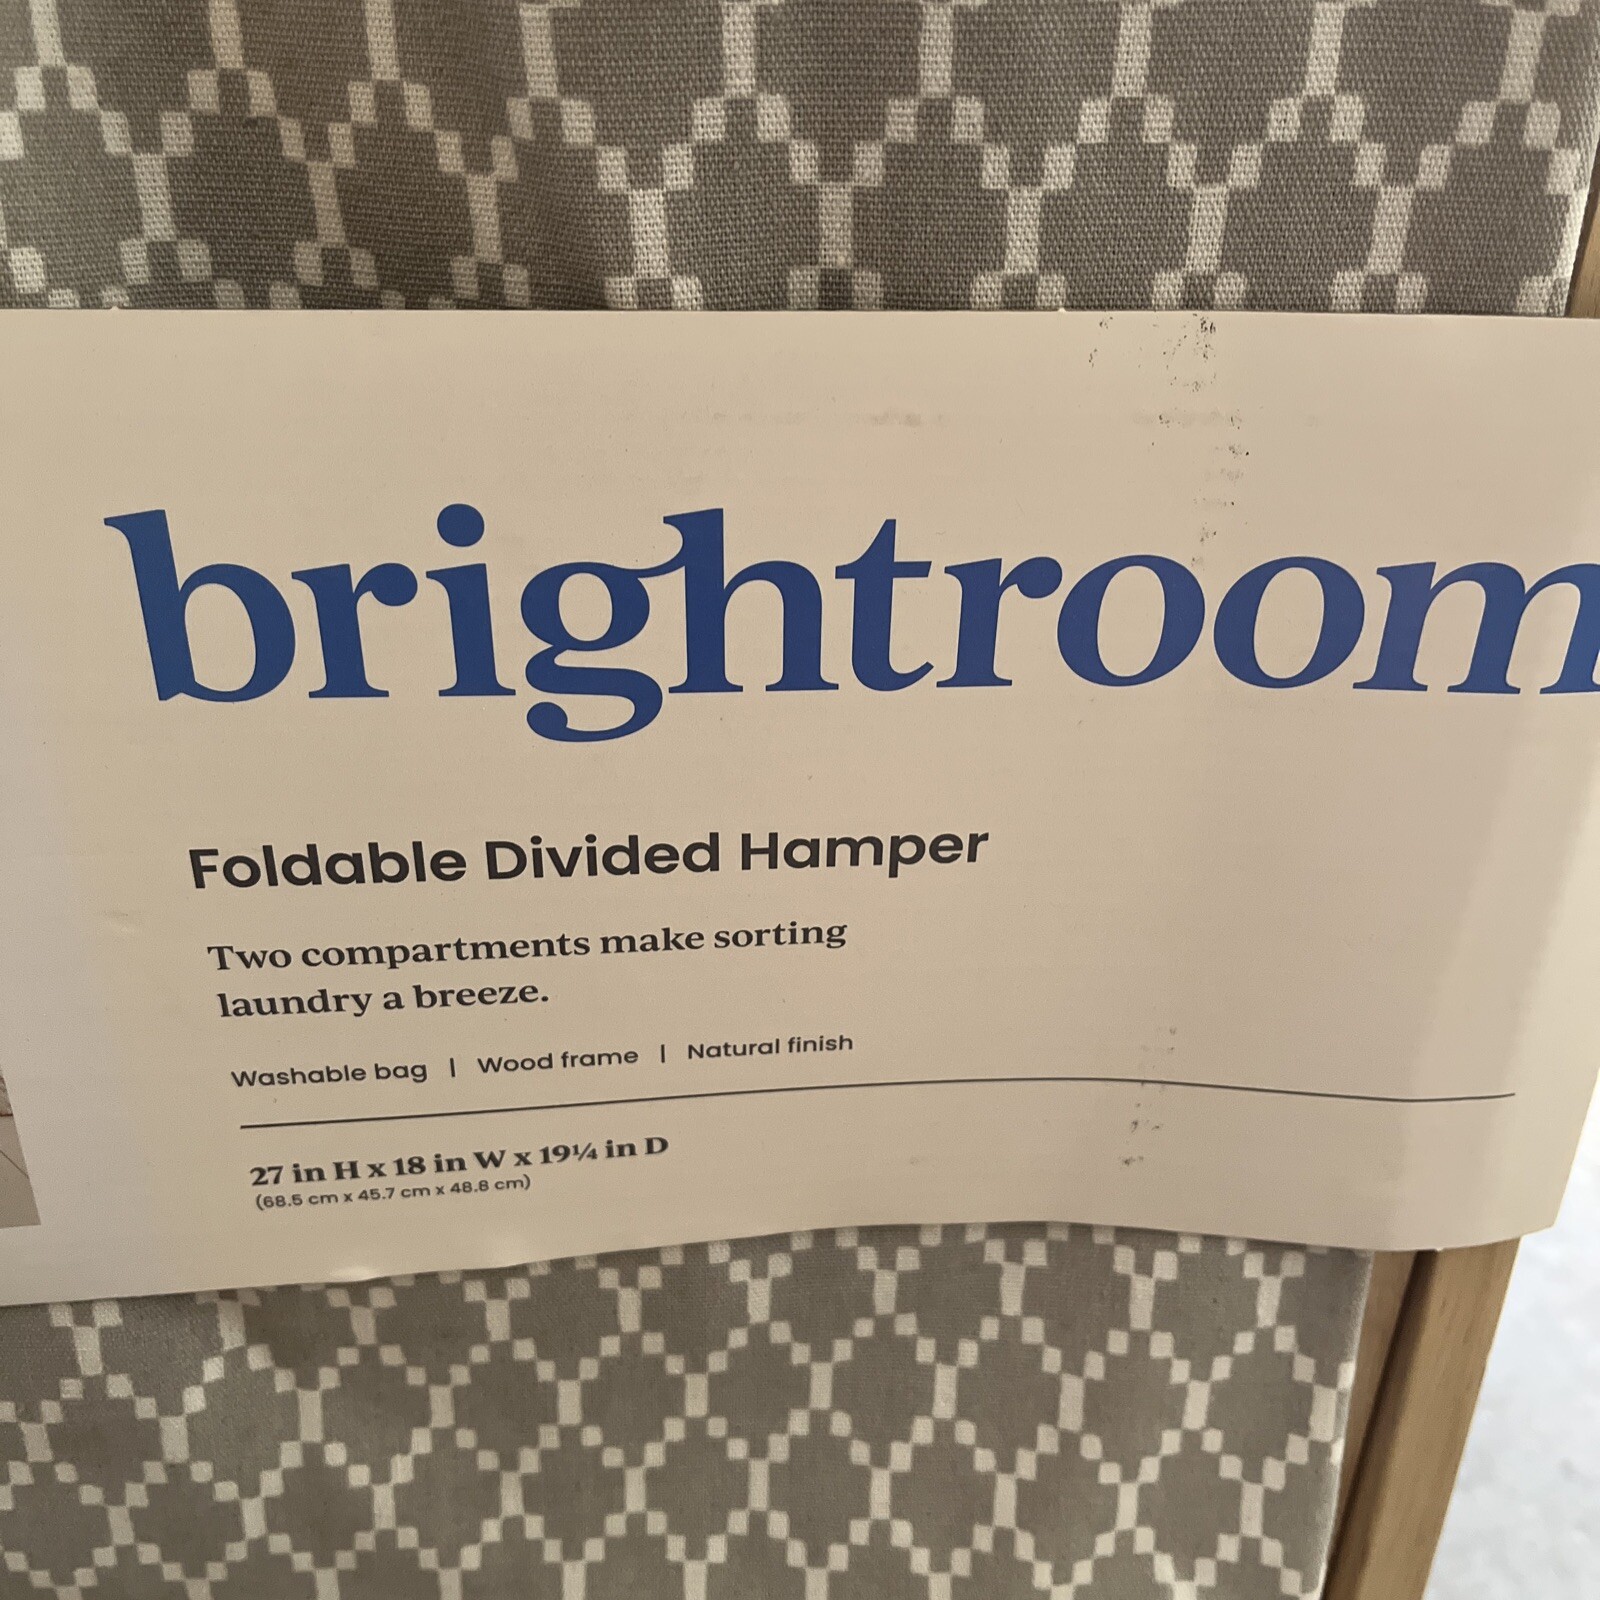 brightroom
Foldable Divided Hamper
Two compartments make sorting
laundry a breeze.
Washable bag | Wood frame | Natural finish
27 in H x 18 in W x 19¼ in D
(68.5 cm x 45.7 cm x 48.8 cm)